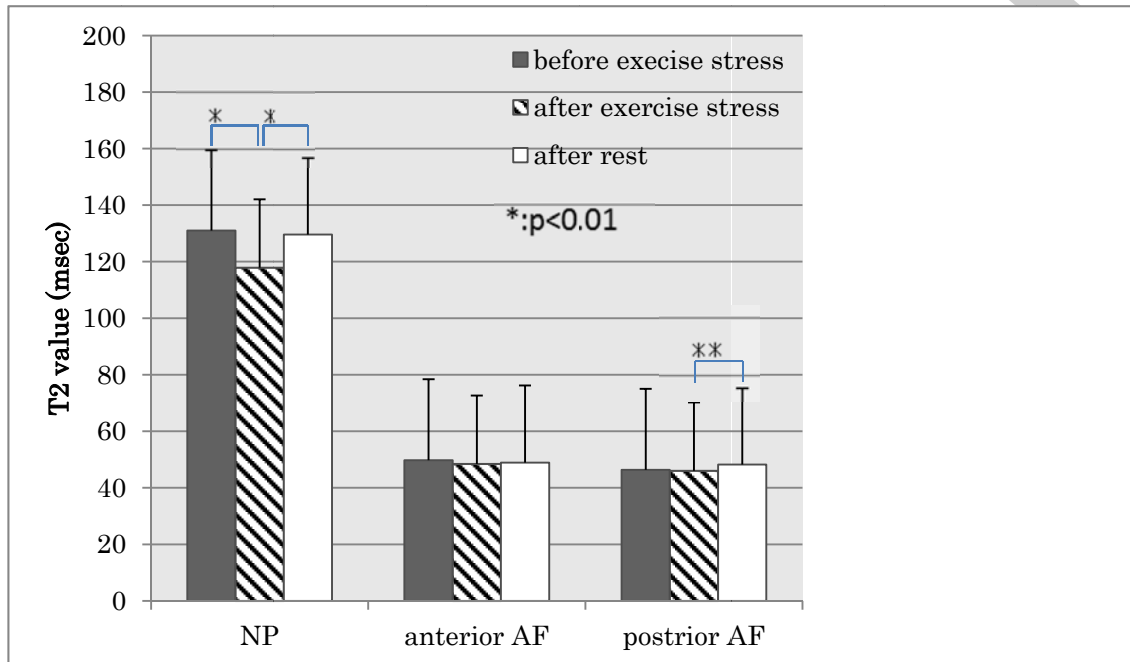 200
180
160
140
120
100
80
60
40
20
0
T2 value (msec)
before execise stress
after exercise stress
after rest
*:p<0.01
* *
**
NP anterior AF postrior AF